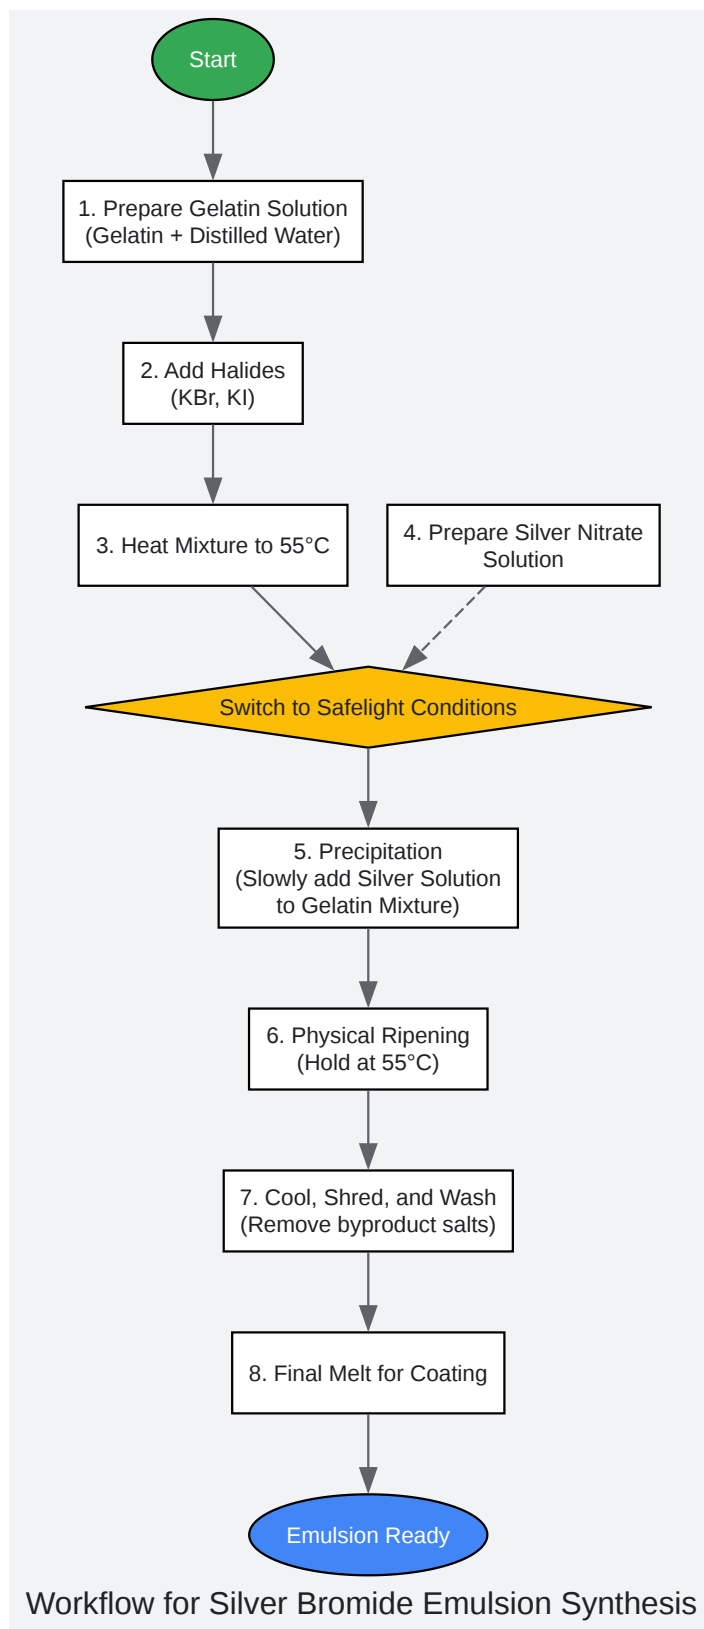 Start
1. Prepare Gelatin Solution
(Gelatin + Distilled Water)
2. Add Halides
(KBr, KI)
3. Heat Mixture to 55°C
4. Prepare Silver Nitrate
Solution
Switch to Safelight Conditions
5. Precipitation
(Slowly add Silver Solution
to Gelatin Mixture)
6. Physical Ripening
(Hold at 55°C)
7. Cool, Shred, and Wash
(Remove byproduct salts)
8. Final Melt for Coating
Emulsion Ready
Workflow for Silver Bromide Emulsion Synthesis